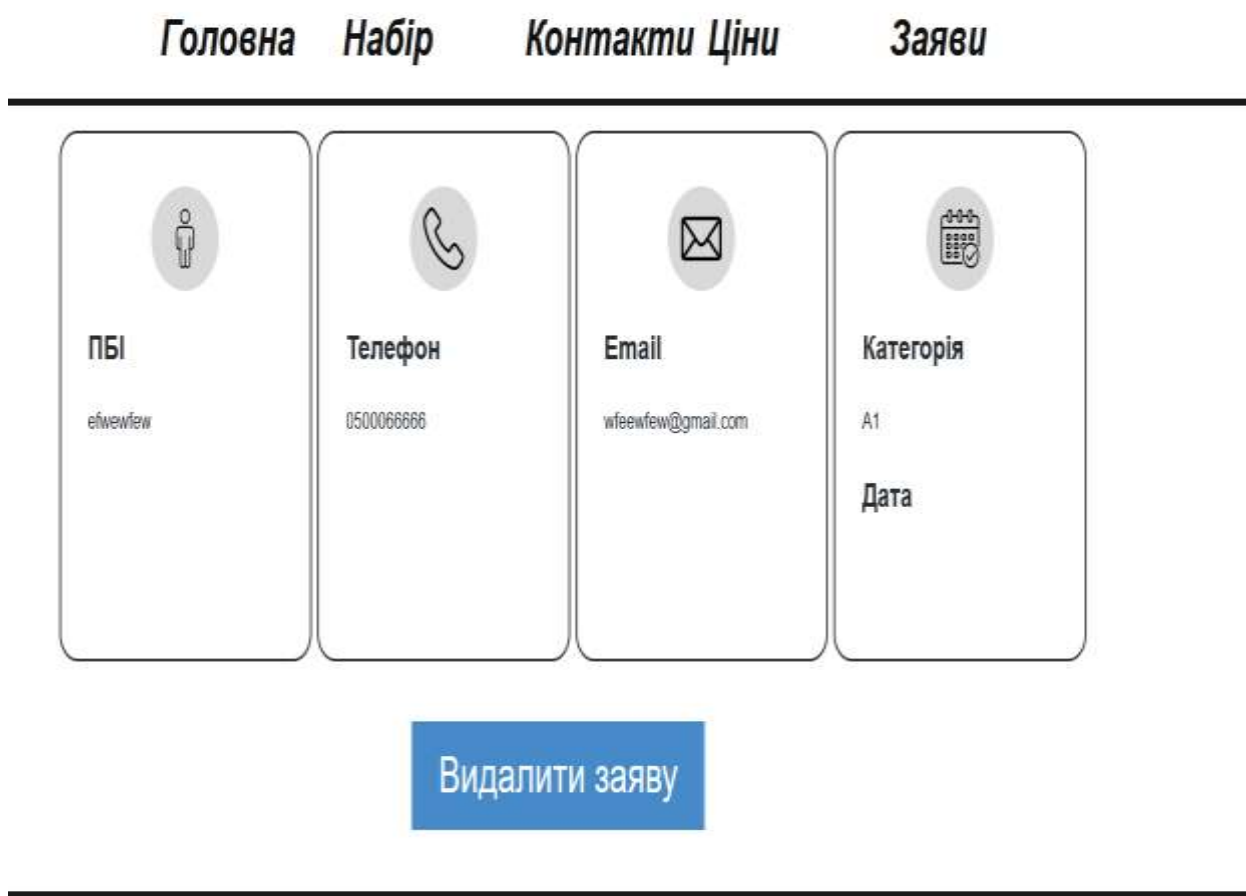 Головна Набір Контакти Ціни Заяви
ПБІ Телефон Email Категорія
efwewfew 0500066666 wfeewfew@gmail.com A1
Дата
Видалити заяву